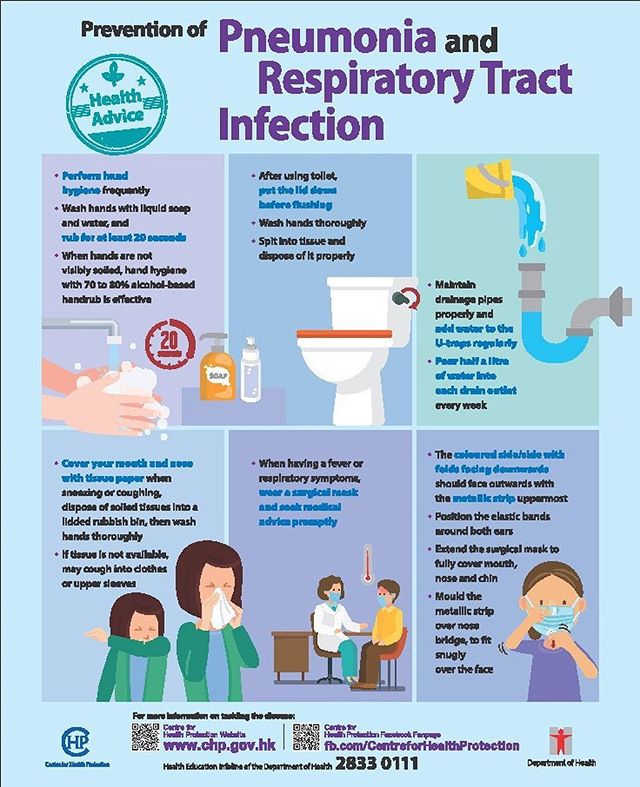 Prevention of Pneumonia and
Respiratory Tract
Infection
Health
Advice
• Perform hand
hygiene frequently
• Wash hands with liquid soap
and water, and
rub for at least 20 seconds
• When hands are not
visibly soiled, hand hygiene
with 70 to 80% alcohol-based
handrub is effective
20
seconds
SOAP
• After using toilet,
put the lid down
before flushing
• Wash hands thoroughly
• Spit into tissue and
dispose of it properly
• Maintain
drainage pipes
properly and
add water to the
U-traps regularly
• Pour half a litre
of water into
each drain outlet
every week
• Cover your mouth and nose
with tissue paper when
sneezing or coughing,
dispose of soiled tissues into a
lidded rubbish bin, then wash
hands thoroughly
• If tissue is not available,
may cough into clothes
or upper sleeves
• When having a fever or
respiratory symptoms,
wear a surgical mask
and seek medical
advice promptly
• The coloured side/side with
folds facing downwards
should face outwards with
the metallic strip uppermost
• Position the elastic bands
around both ears
• Extend the surgical mask to
fully cover mouth,
nose and chin
• Mould the
metallic strip
over nose
bridge, to fit
snugly
over the face
CHP
Centre for Health Protection
For more information on tackling the disease:
Centre for
Health Protection Website
www.chp.gov.hk
Centre for
Health Protection Facebook Fanpage
fb.com/CentreforHealthProtection
Health Education Infoline of the Department of Health 2833 0111
Department of Health